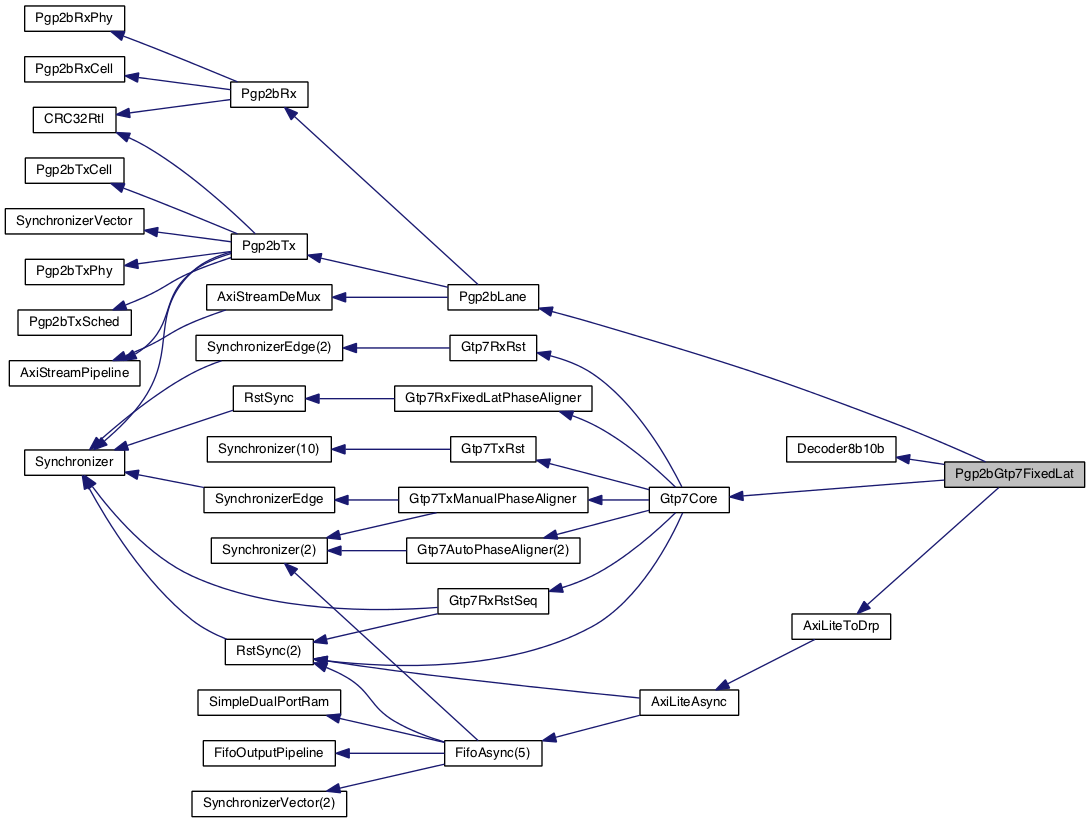 Pgp2bRxPhy
Pgp2bRxCell
Pgp2bRx
CRC32Rtl
Pgp2bTxCell
SynchronizerVector
Pgp2bTx
Pgp2bTxPhy
AxiStreamDeMux
Pgp2bLane
Pgp2bTxSched
SynchronizerEdge(2)
Gtp7RxRst
AxiStreamPipeline
RstSync
Gtp7RxFixedLatPhaseAligner
Synchronizer(10)
Gtp7TxRst
Decoder8b10b
Synchronizer
Pgp2bGtp7FixedLat
SynchronizerEdge
Gtp7TxManualPhaseAligner
Gtp7Core
Synchronizer(2)
Gtp7AutoPhaseAligner(2)
Gtp7RxRstSeq
AxiLiteToDrp
RstSync(2)
SimpleDualPortRam
AxiLiteAsync
FifoOutputPipeline
FifoAsync(5)
SynchronizerVector(2)